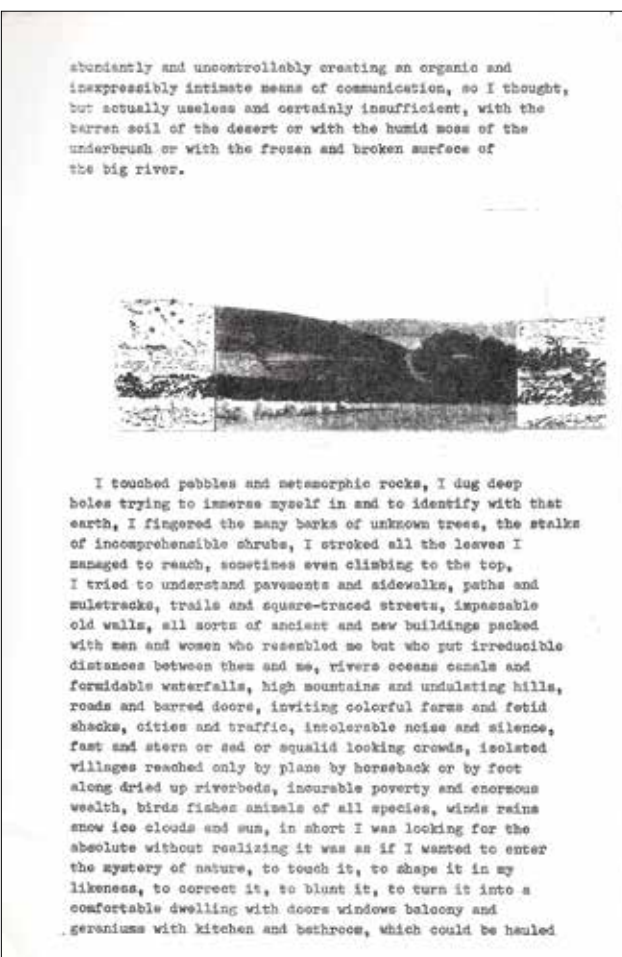 abundantly and uncontrollably creating an organic and
inexpressibly intimate means of communication, so I thought,
but actually useless and certainly insufficient, with the
barren soil of the desert or with the humid moss of the
underbrush or with the frozen and broken surface of
the big river.
I touched pebbles and metamorphic rocks, I dug deep
holes trying to immerse myself in and to identify with that
earth, I fingered the many barks of unknown trees, the stalks
of incomprehensible shrubs, I stroked all the leaves I
managed to reach, sometimes even climbing to the top,
I tried to understand pavements and sidewalks, paths and
muletracks, trails and square-traced streets, impassable
old walls, all sorts of ancient and new buildings packed
with men and women who resembled me but who put irreducible
distances between them and me, rivers oceans canals and
formidable waterfalls, high mountains and undulating hills,
roads and barred doors, inviting colorful farms and fetid
shacks, cities and traffic, intolerable noise and silence,
fast and stern or sad or squalid looking crowds, isolated
villages reached only by plane by horseback or by foot
along dried up riverbeds, incurable poverty and enormous
wealth, birds fishes animals of all species, winds rains
snow ice clouds and sun, in short I was looking for the
absolute without realizing it was as if I wanted to enter
the mystery of nature, to touch it, to shape it in my
likeness, to correct it, to blunt it, to turn it into a
comfortable dwelling with doors windows balcony and
geraniums with kitchen and bathroom, which could be hauled